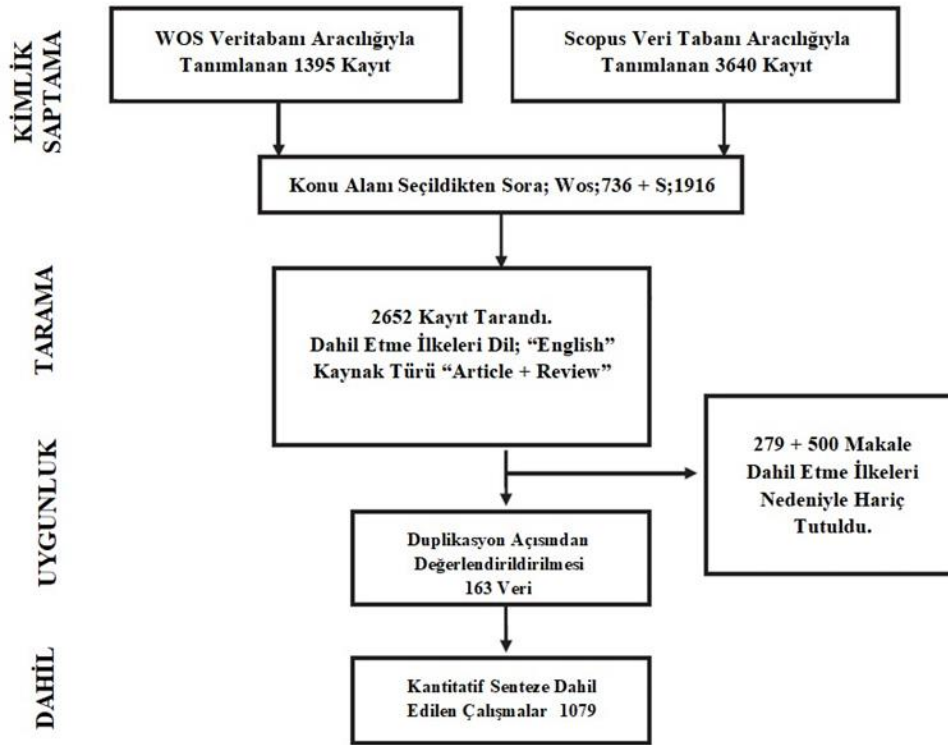 KİMLİK
SAPTAMA
WOS Veritabanı Aracılığıyla
Tanımlanan 1395 Kayıt
Scopus Veri Tabanı Aracılığıyla
Tanımlanan 3640 Kayıt
Konu Alanı Seçildikten Sora; Wos;736 + S;1916
TARAMA
2652 Kayıt Tarandı.
Dahil Etme İlkeleri Dil; “English”
Kaynak Türü “Article + Review”
UYGUNLUK
279 + 500 Makale
Dahil Etme İlkeleri
Nedeniyle Hariç
Tutuldu.
Duplikasyon Açısından
Değerlendirildirilmesi
163 Veri
DAHİL
Kantitatif Senteze Dahil
Edilen Çalışmalar 1079